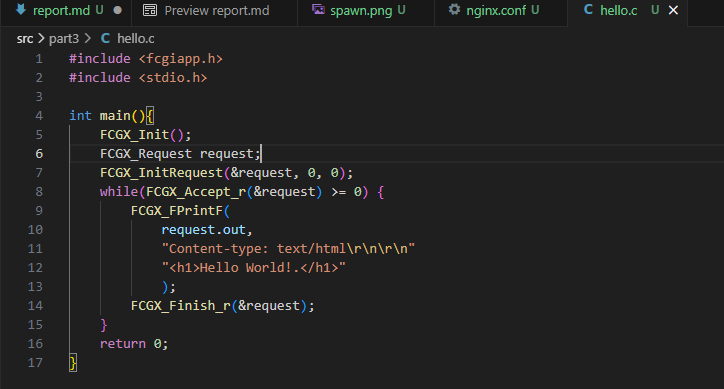 report.md
Preview report.md
spawn.png U
nginx.conf U
C hello.c U
src > part3 > C hello.c
1 #include <fcgiapp.h>
2 #include <stdio.h>
3
4 int main(){
5     FCGX_Init();
6     FCGX_Request request;
7     FCGX_InitRequest(&request, 0, 0);
8     while(FCGX_Accept_r(&request) >= 0) {
9         FCGX_FPrintF(
10             request.out,
11             "Content-type: text/html\r\n\r\n"
12             "<h1>Hello World!.</h1>"
13             );
14         FCGX_Finish_r(&request);
15     }
16     return 0;
17 }